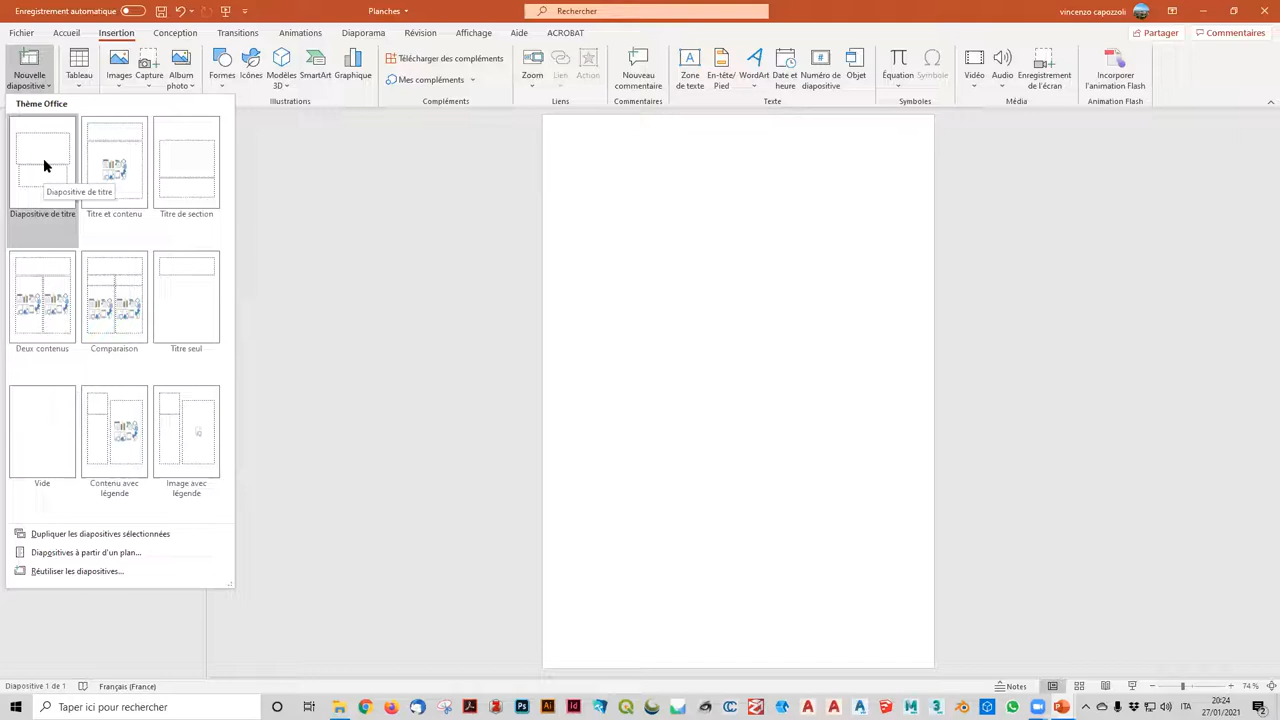 Enregistrement automatique
Planches
Rechercher
vincenzo capozzoli
Fichier Accueil Insertion Conception Transitions Animations Diaporama Révision Affichage Aide ACROBAT
Partager Commentaires
Nouvelle diapositive
Tableau
Images
Capture
Album photo
Formes
Icônes
Modèles 3D
SmartArt
Graphique
Télécharger des compléments
Mes compléments
Zoom
Lien
Action
Nouveau commentaire
Zone de texte
En-tête/ Pied
WordArt
Date et heure
Numéro de diapositive
Objet
Équation
Symbole
Vidéo
Audio
Enregistrement de l'écran
Incorporer l'animation Flash
Illustrations Compléments Liens Commentaires Texte Symboles Média Animation Flash
Thème Office
Diapositive de titre
Diapositive de titre Titre et contenu Titre de section
Deux contenus Comparaison Titre seul
Vide Contenu avec légende Image avec légende
Dupliquer les diapositives sélectionnées
Diapositives à partir d'un plan...
Réutiliser les diapositives...
Diapositive 1 de 1 Français (France)
Notes
74 %
Taper ici pour rechercher
ITA
20:24
27/01/2021